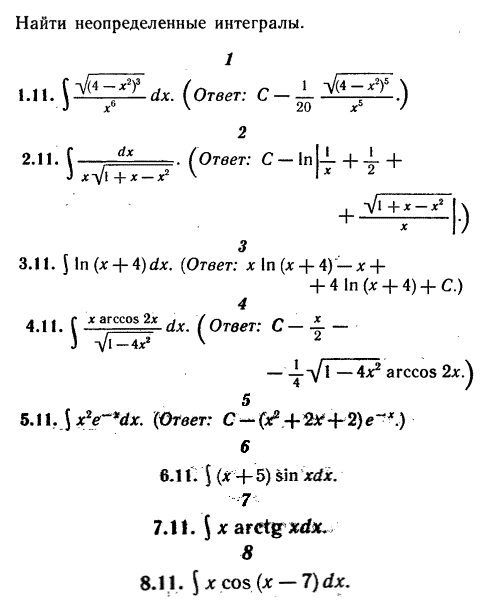 Найти неопределенные интегралы.
1
1.11. ∫ √(4 − x²)³ / x⁶ dx. (Ответ: C − 1/20 √(4 − x²)⁵ / x⁵.)
2
2.11. ∫ dx / x√1 + x − x². (Ответ: C − ln|1/x + 1/2 +
+ √1 + x − x² / x|.)
3
3.11. ∫ ln (x + 4) dx. (Ответ: x ln (x + 4) − x +
+ 4 ln (x + 4) + C.)
4
4.11. ∫ x arccos 2x / √1 − 4x² dx. (Ответ: C − x/2 −
− 1/4 √1 − 4x² arccos 2x.)
5
5.11. ∫ x²e⁻ˣdx. (Ответ: C − (x² + 2x + 2) e⁻ˣ.)
6
6.11. ∫ (x + 5) sin xdx.
7
7.11. ∫ x arctg xdx.
8
8.11. ∫ x cos (x − 7) dx.